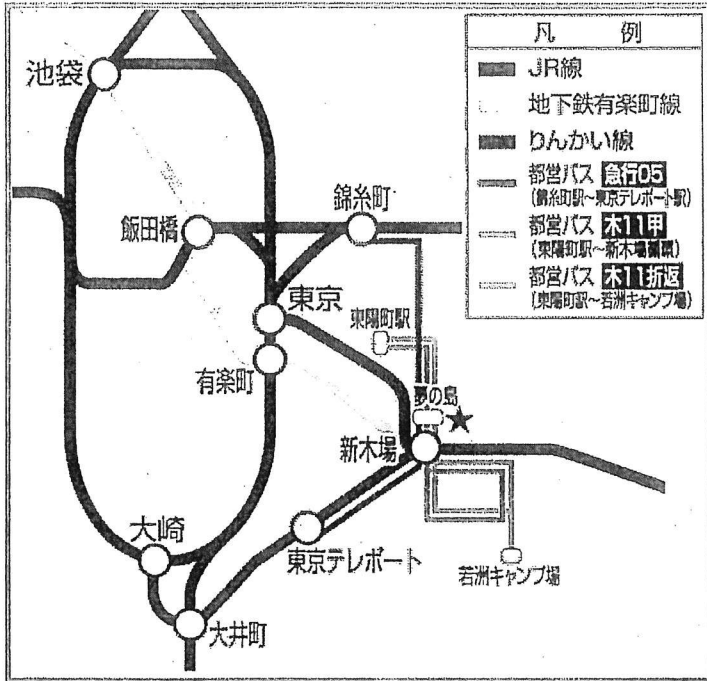 凡 例
JR線
地下鉄有楽町線
りんかい線
都営バス 急行05
(錦糸町駅~東京テレポート駅)
都営バス 木11甲
(東陽町駅~新木場循環)
都営バス 木11折返
(東陽町駅~若洲キャンプ場)
池袋
飯田橋
錦糸町
東京
東陽町駅
有楽町
夢の島
新木場
大崎
東京テレポート
若洲キャンプ場
大井町